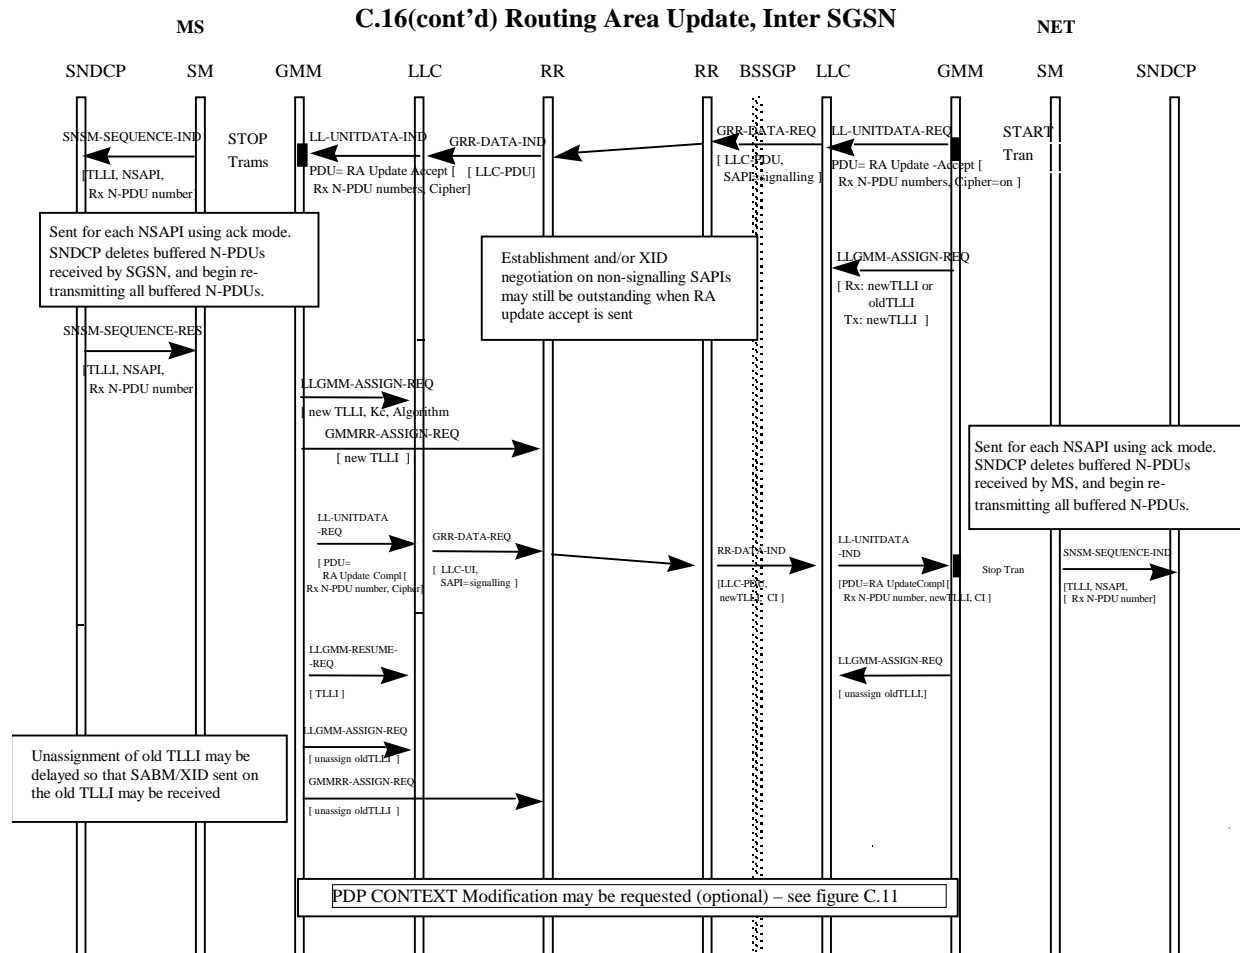 C.16(cont'd) Routing Area Update, Inter SGSN
MS
NET
SNDCP SM GMM LLC RR RR BSSGP LLC GMM SM SNDCP
SNSM-SEQUENCE-IND
[TLLI, NSAPI,
Rx N-PDU number]
STOP
Trams
LL-UNITDATA-IND
PDU= RA Update Accept [
Rx N-PDU numbers, Cipher]
GRR-DATA-IND
[ LLC-PDU]
GRR-DATA-REQ
[ LLC-PDU,
SAPI=signalling ]
LL-UNITDATA-REQ
PDU= RA Update -Accept [
Rx N-PDU numbers, Cipher=on ]
START
Tran
Sent for each NSAPI using ack mode.
SNDCP deletes buffered N-PDUs
received by SGSN, and begin re-
transmitting all buffered N-PDUs.
Establishment and/or XID
negotiation on non-signalling SAPIs
may still be outstanding when RA
update accept is sent
LLGMM-ASSIGN-REQ
[ Rx: newTLLI or
oldTLLI
Tx: newTLLI ]
SNSM-SEQUENCE-RES
[TLLI, NSAPI,
Rx N-PDU number]
LLGMM-ASSIGN-REQ
[ new TLLI, Kc, Algorithm
GMMRR-ASSIGN-REQ
[ new TLLI ]
Sent for each NSAPI using ack mode.
SNDCP deletes buffered N-PDUs
received by MS, and begin re-
transmitting all buffered N-PDUs.
LL-UNITDATA
-REQ
[ PDU=
RA Update Compl [
Rx N-PDU number, Cipher]
GRR-DATA-REQ
[ LLC-UI,
SAPI=signalling ]
RR-DATA-IND
[LLC-PDU,
newTLLI, CI ]
LL-UNITDATA
-IND
[PDU=RA UpdateCompl [
Rx N-PDU number, newTLLI, CI ]
Stop Tran
SNSM-SEQUENCE-IND
[TLLI, NSAPI,
[ Rx N-PDU number]
LLGMM-RESUME-
-REQ
[ TLLI ]
LLGMM-ASSIGN-REQ
[ unassign oldTLLI,]
LLGMM-ASSIGN-REQ
[ unassign oldTLLI ]
GMMRR-ASSIGN-REQ
[ unassign oldTLLI ]
Unassignment of old TLLI may be
delayed so that SABM/XID sent on
the old TLLI may be received
PDP CONTEXT Modification may be requested (optional) – see figure C.11